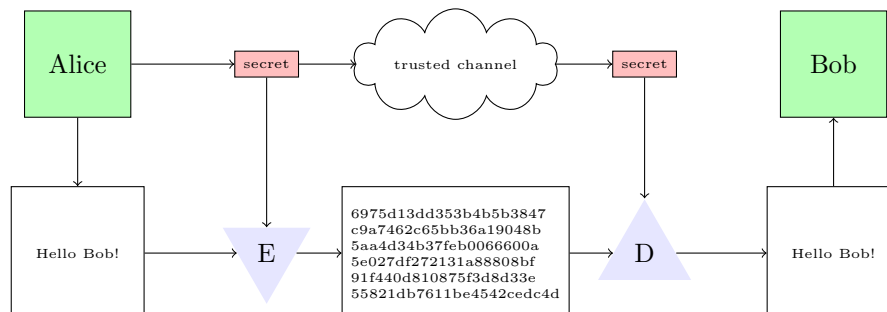 Alice
secret
trusted channel
secret
Bob
Hello Bob!
E
6975d13dd353b4b5b3847
c9a7462c65bb36a19048b
5aa4d34b37feb0066600a
5e027df272131a88808bf
91f440d810875f3d8d33e
55821db7611be4542cedc4d
D
Hello Bob!